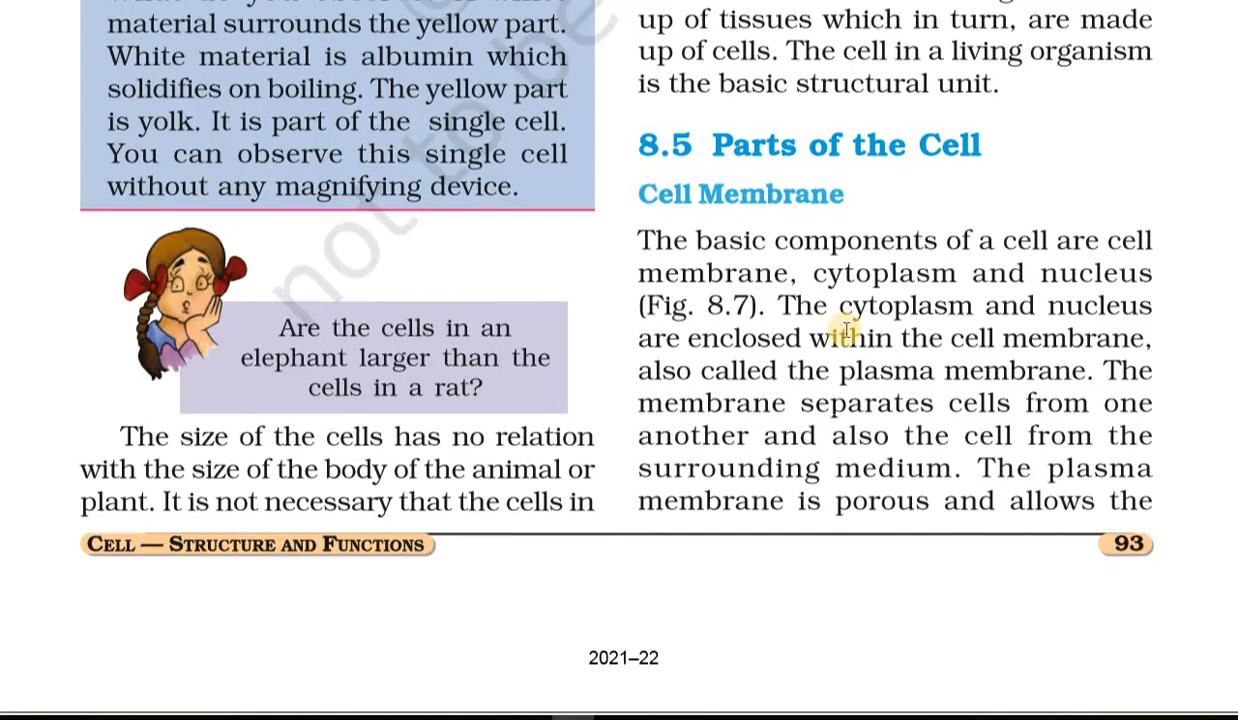 material surrounds the yellow part.
White material is albumin which
solidifies on boiling. The yellow part
is yolk. It is part of the single cell.
You can observe this single cell
without any magnifying device.
Are the cells in an
elephant larger than the
cells in a rat?
The size of the cells has no relation
with the size of the body of the animal or
plant. It is not necessary that the cells in
up of tissues which in turn, are made
up of cells. The cell in a living organism
is the basic structural unit.
8.5 Parts of the Cell
Cell Membrane
The basic components of a cell are cell
membrane, cytoplasm and nucleus
(Fig. 8.7). The cytoplasm and nucleus
are enclosed within the cell membrane,
also called the plasma membrane. The
membrane separates cells from one
another and also the cell from the
surrounding medium. The plasma
membrane is porous and allows the
CELL — STRUCTURE AND FUNCTIONS
93
2021–22
not to be